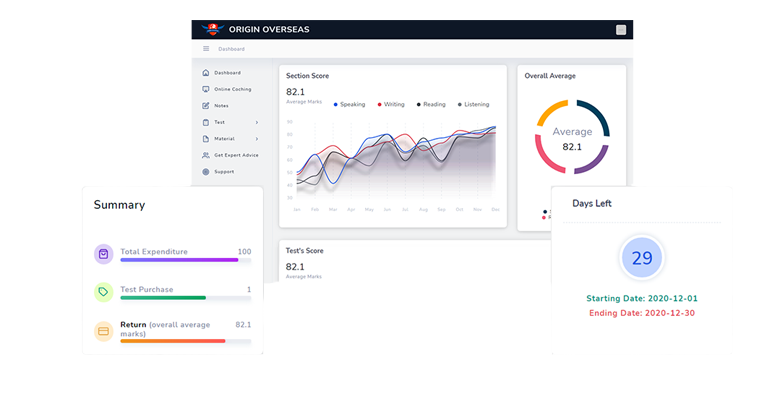 ORIGIN OVERSEAS
Dashboard
Dashboard
Online Coching
Notes
Test
Material
Get Expert Advise
Support
Section Score
82.1
Average Marks
Speaking Writing Reading Listening
90
80
70
60
50
40
30
Jan Feb Mar Apr May Jun Jul Aug Sep Oct Nov Dec
Overall Average
Average
82.1
Test's Score
82.1
Average Marks
Summary
Total Expenditure 100
Test Purchase 1
Return (overall average 82.1
marks)
Days Left
29
Starting Date: 2020-12-01
Ending Date: 2020-12-30